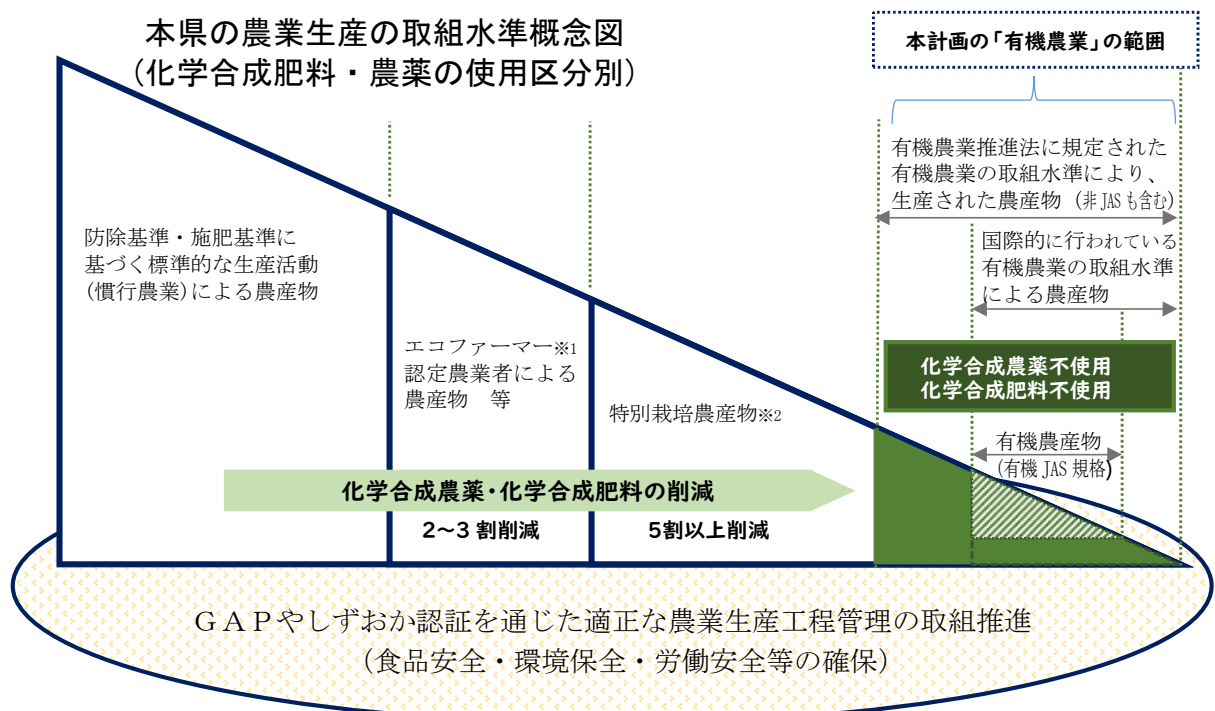 本県の農業生産の取組水準概念図
(化学合成肥料・農薬の使用区分別)
本計画の「有機農業」の範囲
有機農業推進法に規定された
有機農業の取組水準により、
生産された農産物（非JASも含む）
国際的に行われている
有機農業の取組水準
による農産物
防除基準・施肥基準に
基づく標準的な生産活動
(慣行農業)による農産物
エコファーマー※1
認定農業者による
農産物　等
特別栽培農産物※2
化学合成農薬不使用
化学合成肥料不使用
有機農産物
(有機JAS規格)
化学合成農薬・化学合成肥料の削減
2～3割削減
5割以上削減
ＧＡＰやしずおか認証を通じた適正な農業生産工程管理の取組推進
（食品安全・環境保全・労働安全等の確保）